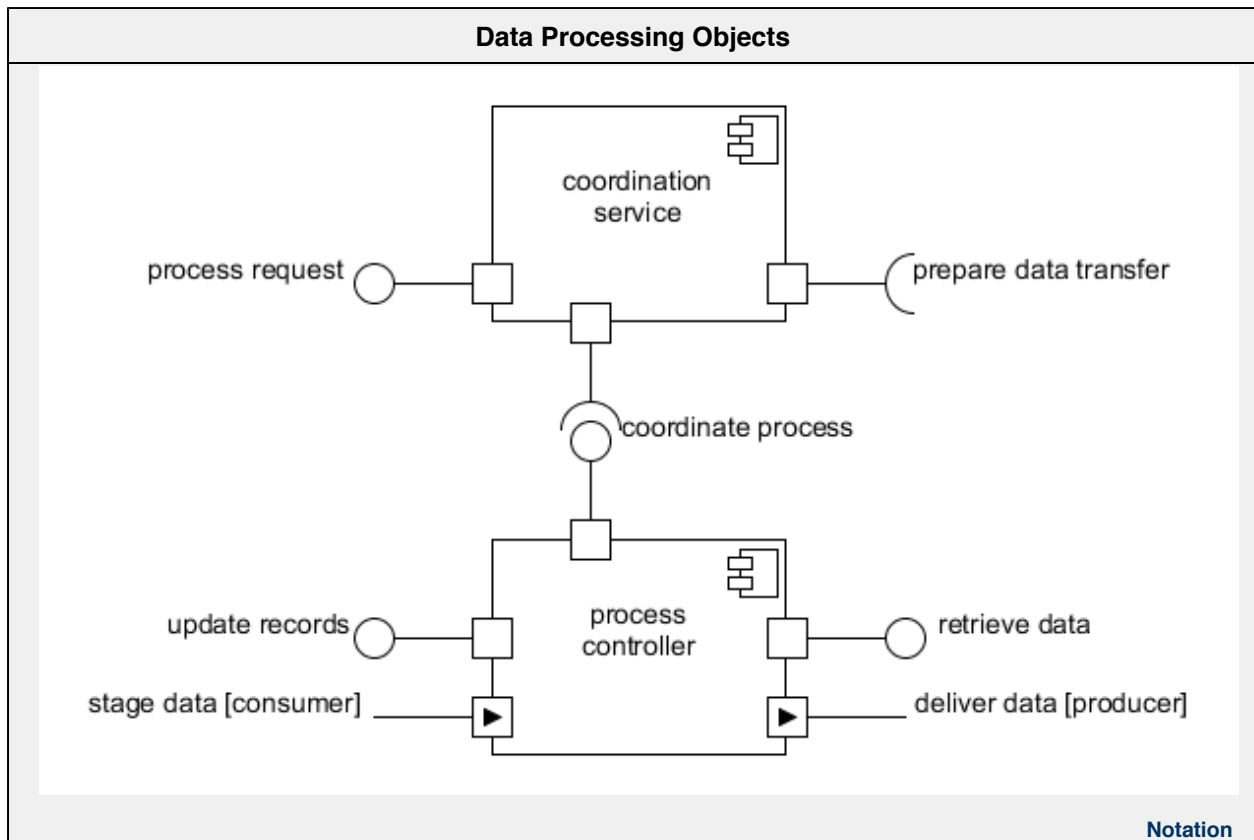 Data Processing Objects
coordination
service
process request
prepare data transfer
coordinate process
process
controller
update records
retrieve data
stage data [consumer]
deliver data [producer]
Notation